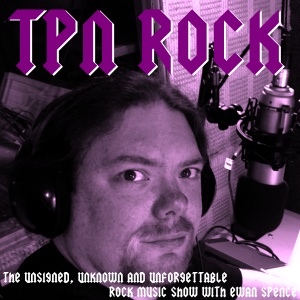 TPN ROCK
THE UNSIGNED, UNKNOWN AND UNFORGETTABLE
ROCK MUSIC SHOW WITH EWAN SPENCE